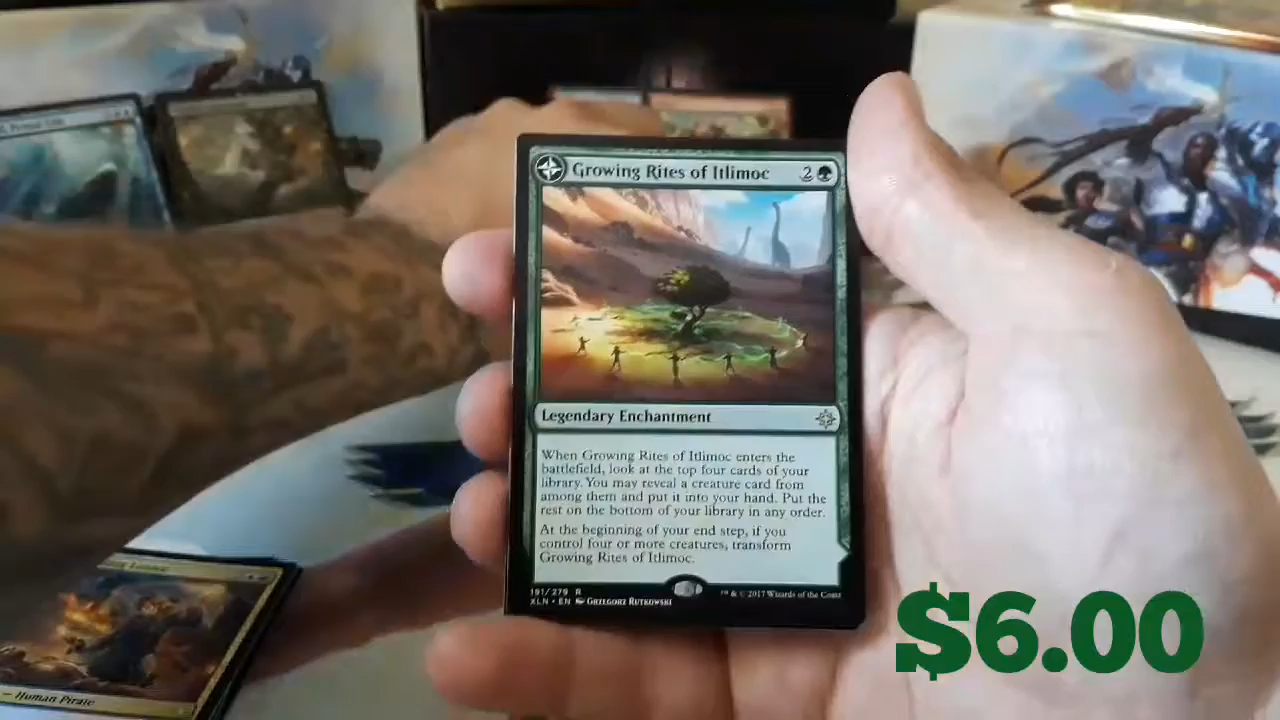 Growing Rites of Itlimoc 2
Legendary Enchantment
When Growing Rites of Itlimoc enters the
battlefield, look at the top four cards of your
library. You may reveal a creature card from
among them and put it into your hand. Put the
rest on the bottom of your library in any order.
At the beginning of your end step, if you
control four or more creatures, transform
Growing Rites of Itlimoc.
191/279 R
XLN • EN Grzegorz Rutkowski
™ & © 2017 Wizards of the Coast
— Human Pirate
$6.00